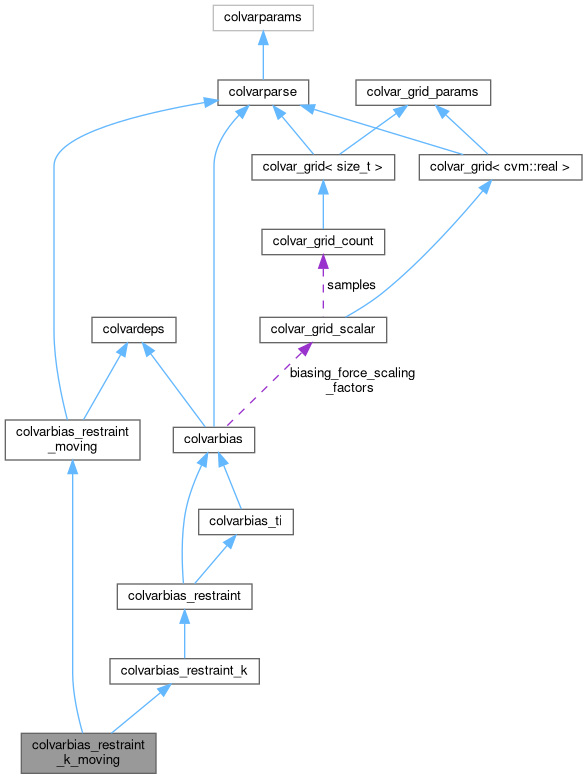 colvarparams
colvarparse
colvar_grid_params
colvar_grid< size_t >
colvar_grid< cvm::real >
colvar_grid_count
samples
colvardeps
colvar_grid_scalar
biasing_force_scaling
_factors
colvarbias_restraint
_moving
colvarbias
colvarbias_ti
colvarbias_restraint
colvarbias_restraint_k
colvarbias_restraint
_k_moving